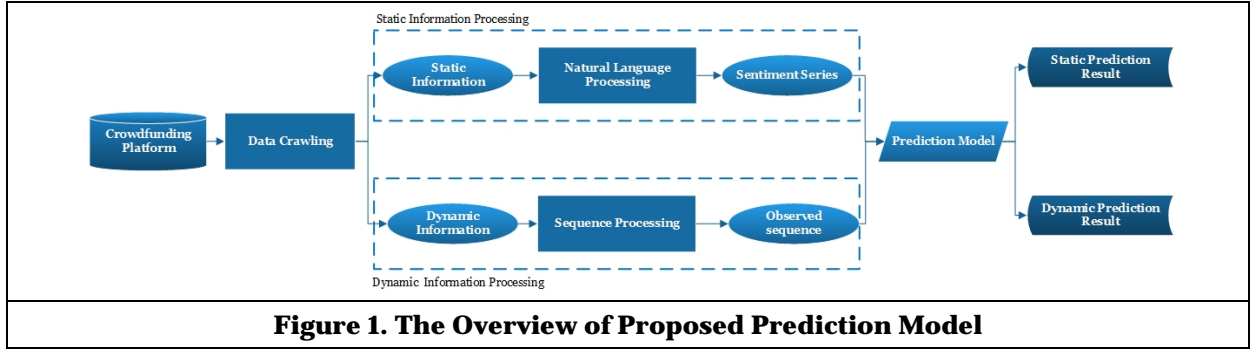 Static Information Processing
Static
Information
Natural Language
Processing
Sentiment Series
Static Prediction
Result
Crowdfunding
Platform
Data Crawling
Prediction Model
Dynamic
Information
Sequence Processing
Observed
sequence
Dynamic Prediction
Result
Dynamic Information Processing
Figure 1. The Overview of Proposed Prediction Model